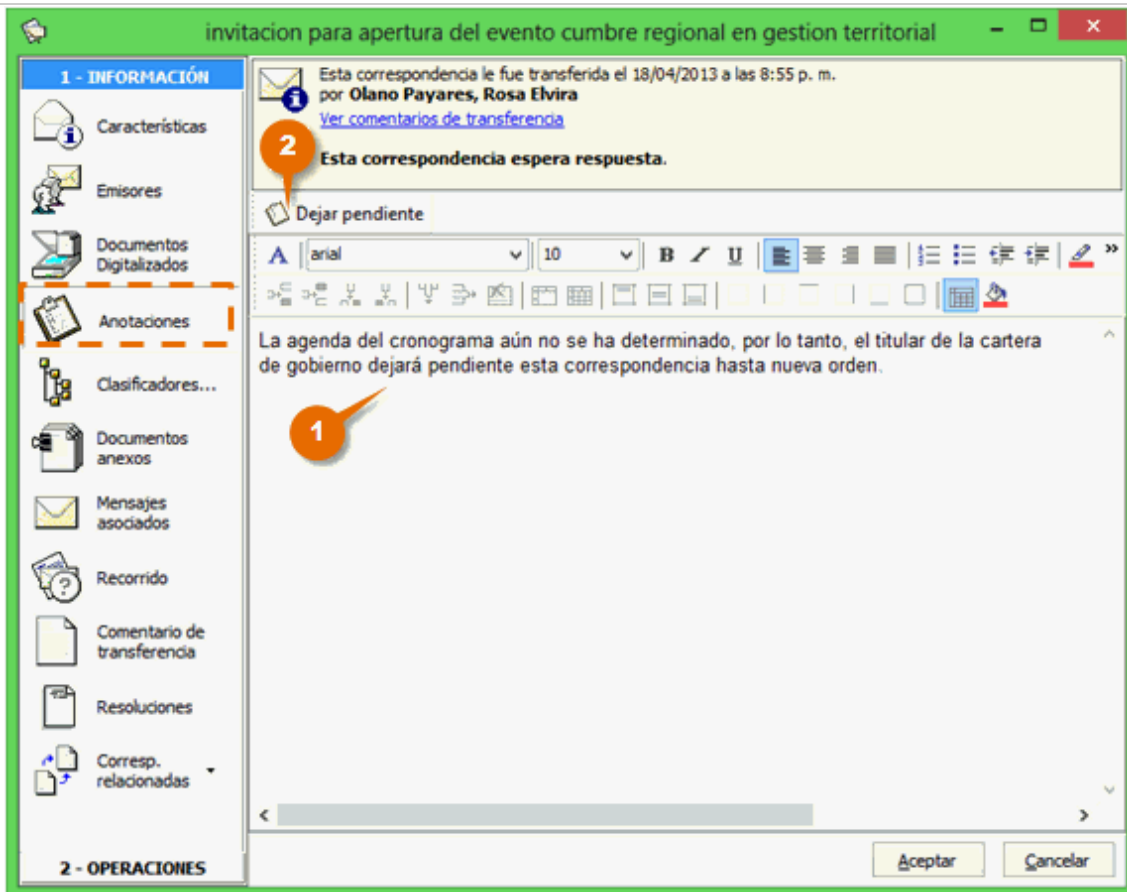 invitacion para apertura del evento cumbre regional en gestion territorial
1 - INFORMACIÓN
Características
Emisores
Documentos
Digitalizados
Anotaciones
Clasificadores...
Documentos
anexos
Mensajes
asociados
Recorrido
Comentario de
transferencia
Resoluciones
Corresp.
relacionadas
2 - OPERACIONES
Esta correspondencia le fue transferida el 18/04/2013 a las 8:55 p. m.
por Olano Payares, Rosa Elvira
Ver comentarios de transferencia
2
Esta correspondencia espera respuesta.
Dejar pendiente
A arial 10 B I U
La agenda del cronograma aún no se ha determinado, por lo tanto, el titular de la cartera
de gobierno dejará pendiente esta correspondencia hasta nueva orden.
1
Aceptar Cancelar